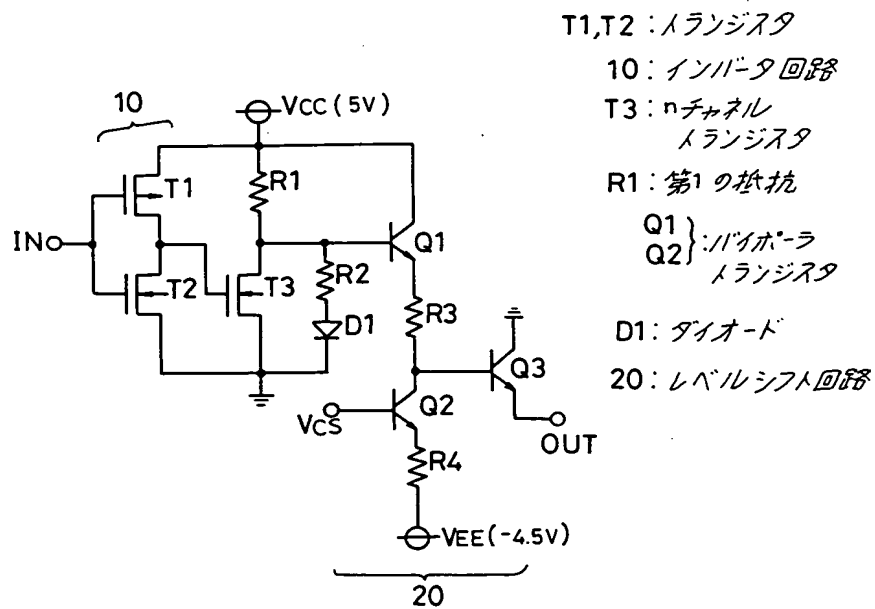 10
VCC(5V)
T1
R1
IN
Q1
T2
T3
R2
D1
R3
Q3
VCS
Q2
OUT
R4
VEE(-4.5V)
20
T1,T2:トランジスタ
10:インバータ回路
T3:nチャネル
トランジスタ
R1:第1の抵抗
Q1
Q2}:バイポーラ
トランジスタ
D1:ダイオード
20:レベルシフト回路